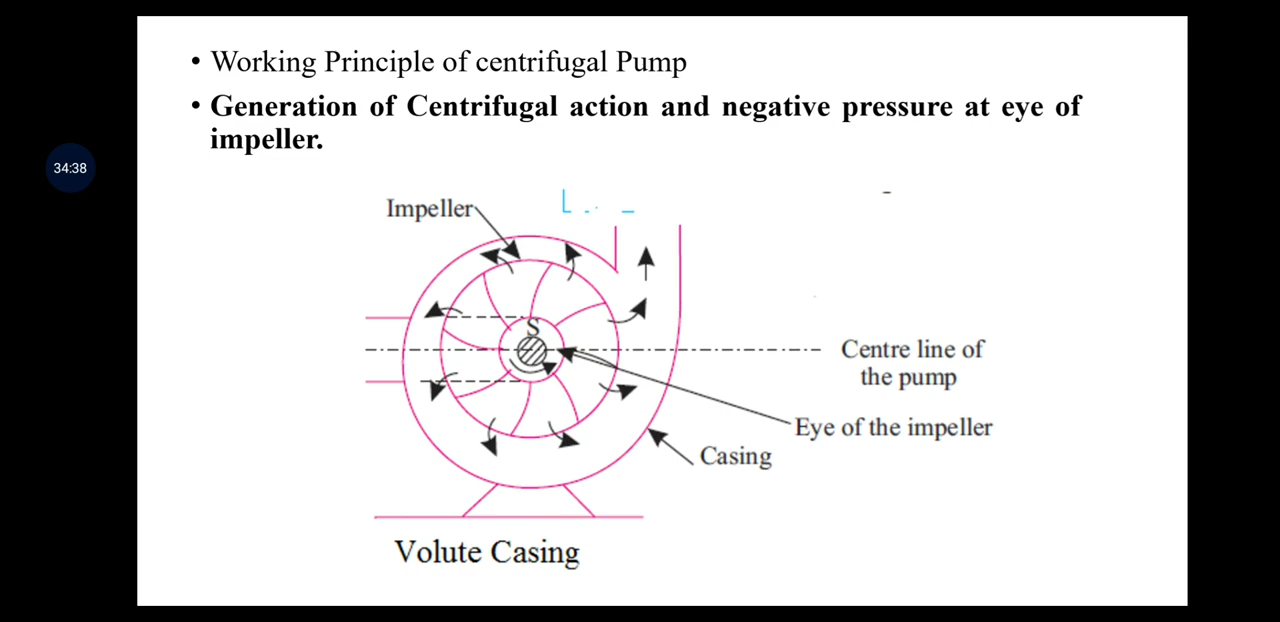 • Working Principle of centrifugal Pump
• Generation of Centrifugal action and negative pressure at eye of
impeller.
34:38
Impeller
S
Centre line of
the pump
Eye of the impeller
Casing
Volute Casing